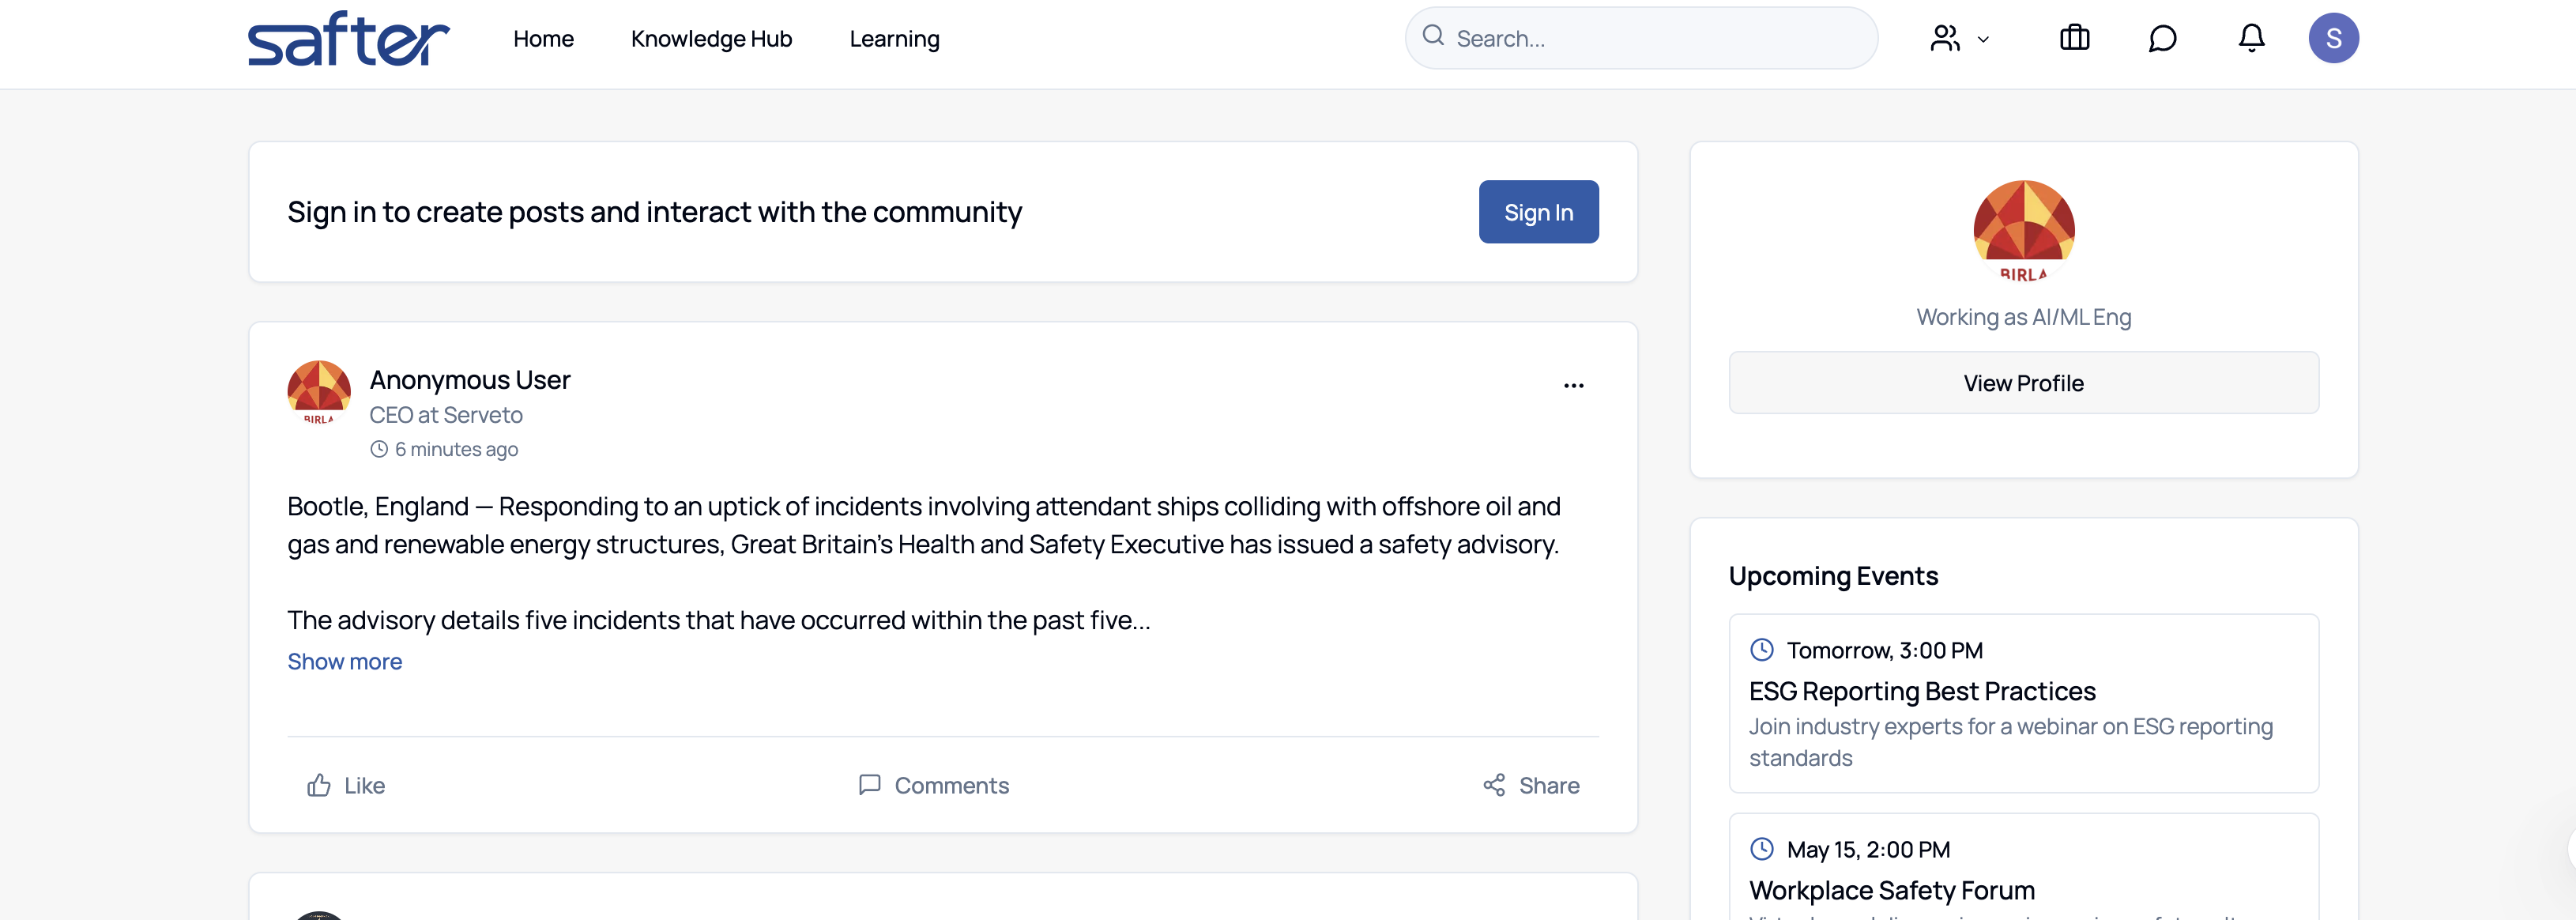 safter
Home
Knowledge Hub
Learning
Search...
S
Sign in to create posts and interact with the community
Sign In
Anonymous User
CEO at Serveto
6 minutes ago
Bootle, England — Responding to an uptick of incidents involving attendant ships colliding with offshore oil and
gas and renewable energy structures, Great Britain’s Health and Safety Executive has issued a safety advisory.
The advisory details five incidents that have occurred within the past five...
Show more
Like
Comments
Share
BIRLA
BIRLA
Working as AI/ML Eng
View Profile
Upcoming Events
Tomorrow, 3:00 PM
ESG Reporting Best Practices
Join industry experts for a webinar on ESG reporting
standards
May 15, 2:00 PM
Workplace Safety Forum